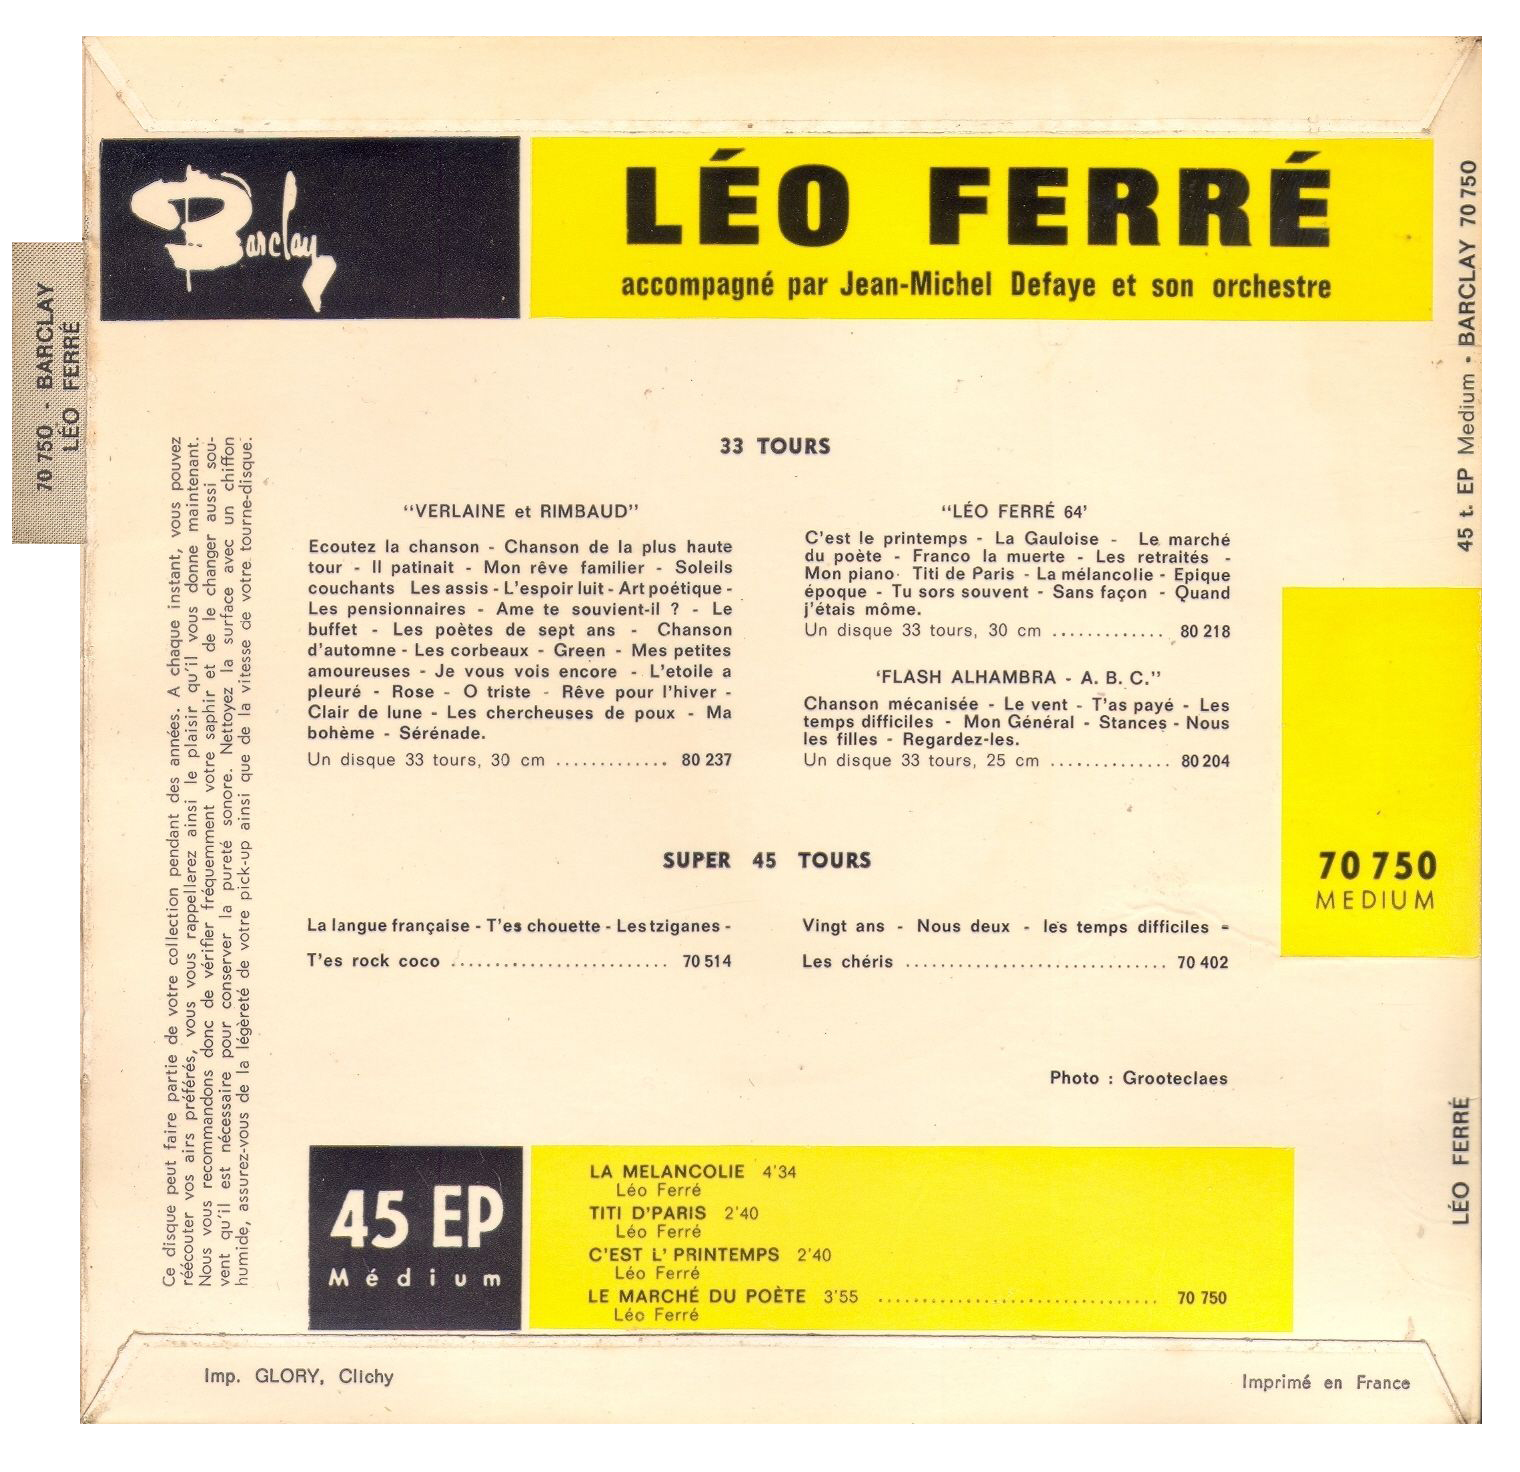 Barclay
LÉO FERRÉ
accompagné par Jean-Michel Defaye et son orchestre
70 750 - BARCLAY
LÉO FERRÉ
45 t. EP Medium • BARCLAY 70 750
LÉO FERRÉ
Ce disque peut faire partie de votre collection pendant des années. A chaque instant, vous pouvez
réécouter vos airs préférés, vous vous rappellerez ainsi le plaisir qu'il vous donne maintenant.
Nous vous recommandons donc de vérifier fréquemment votre saphir et de le changer aussi sou-
vent qu'il est nécessaire pour conserver la pureté sonore. Nettoyez la surface avec un chiffon
humide, assurez-vous de la légèreté de votre pick-up ainsi que de la vitesse de votre tourne-disque.
33 TOURS
“VERLAINE et RIMBAUD”
Ecoutez la chanson - Chanson de la plus haute
tour - Il patinait - Mon rêve familier - Soleils
couchants Les assis - L'espoir luit - Art poétique -
Les pensionnaires - Ame te souvient-il ? - Le
buffet - Les poètes de sept ans - Chanson
d'automne - Les corbeaux - Green - Mes petites
amoureuses - Je vous vois encore - L'etoile a
pleuré - Rose - O triste - Rêve pour l'hiver -
Clair de lune - Les chercheuses de poux - Ma
bohème - Sérénade.
Un disque 33 tours, 30 cm ............. 80 237
“LÉO FERRÉ 64’
C'est le printemps - La Gauloise - Le marché
du poète - Franco la muerte - Les retraités -
Mon piano · Titi de Paris - La mélancolie - Epique
époque - Tu sors souvent - Sans façon - Quand
j'étais môme.
Un disque 33 tours, 30 cm ............. 80 218
‘FLASH ALHAMBRA - A. B. C.”
Chanson mécanisée - Le vent - T'as payé - Les
temps difficiles - Mon Général - Stances - Nous
les filles - Regardez-les.
Un disque 33 tours, 25 cm .............. 80 204
70 750
MEDIUM
SUPER 45 TOURS
La langue française - T'es chouette - Les tziganes -
T'es rock coco ......................... 70 514
Vingt ans - Nous deux - les temps difficiles -
Les chéris .............................. 70 402
Photo : Grooteclaes
45 EP
Médium
LA MELANCOLIE 4'34
Léo Ferré
TITI D'PARIS 2'40
Léo Ferré
C'EST L' PRINTEMPS 2'40
Léo Ferré
LE MARCHÉ DU POÈTE 3'55 ................................ 70 750
Léo Ferré
Imp. GLORY, Clichy
Imprimé en France